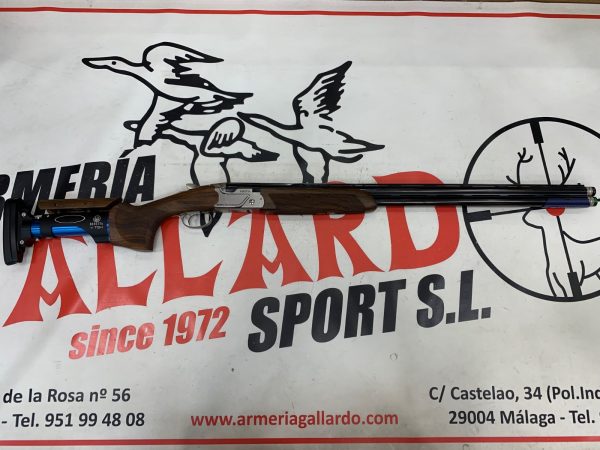 ARMERÍA
GALLARDO
since 1972 SPORT S.L.
de la Rosa nº 56
- Tel. 951 99 48 08
www.armeriagallardo.com
C/ Castelao, 34 (Pol.Ind
29004 Málaga - Tel.